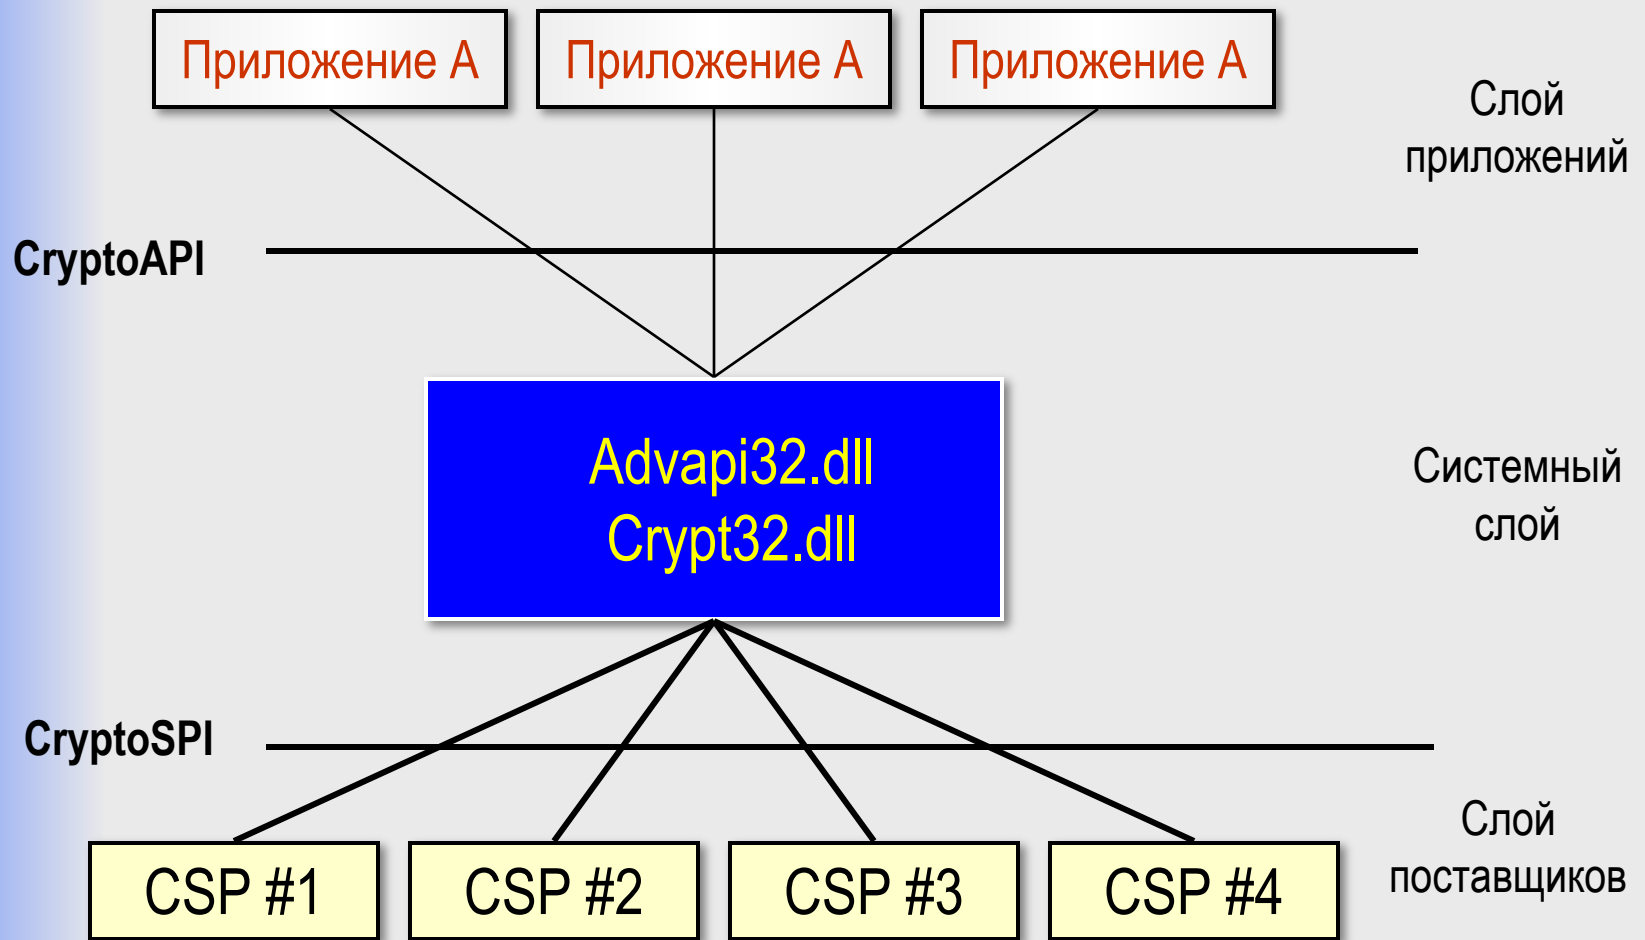 Приложение А
Приложение А
Приложение А
Слой
приложений
CryptoAPI
Advapi32.dll
Crypt32.dll
Системный
слой
CryptoSPI
Слой
поставщиков
CSP #1
CSP #2
CSP #3
CSP #4